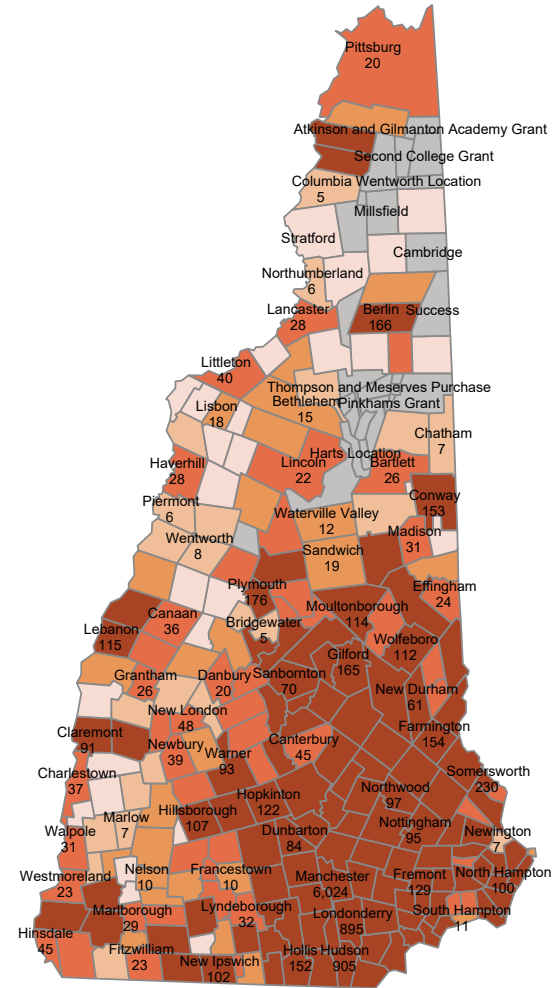 Pittsburg
20
Atkinson and Gilmanton Academy Grant
Second College Grant
Columbia Wentworth Location
5
Millsfield
Stratford
Cambridge
Northumberland
6
Lancaster
28
Berlin Success
166
Littleton
40
Thompson and Meserves Purchase
Bethlehem Pinkhams Grant
15
Lisbon
18
Chatham
7
Harts Location
Haverhill
28
Lincoln
22
Bartlett
26
Conway
153
Piermont
6
Waterville Valley
12
Madison
31
Wentworth
8
Sandwich
19
Plymouth
176
Effingham
24
Moultonborough
114
Canaan
36
Bridgewater
5
Lebanon
115
Wolfeboro
112
Gilford
165
Grantham
26
Danbury
20
Sanbornton
70
New Durham
61
New London
48
Claremont
91
Farmington
154
Newbury
39
Warner
93
Canterbury
45
Charlestown
37
Somersworth
230
Northwood
97
Hopkinton
122
Hillsborough
107
Marlow
7
Nottingham
95
Walpole
31
Dunbarton
84
Newington
7
Westmoreland
23
Nelson
10
Francestown
10
Manchester
6,024
Fremont
129
North Hampton
100
Marlborough
29
Lyndeborough
32
Londonderry
895
South Hampton
11
Hinsdale
45
Fitzwilliam
23
New Ipswich
102
Hollis Hudson
152 905